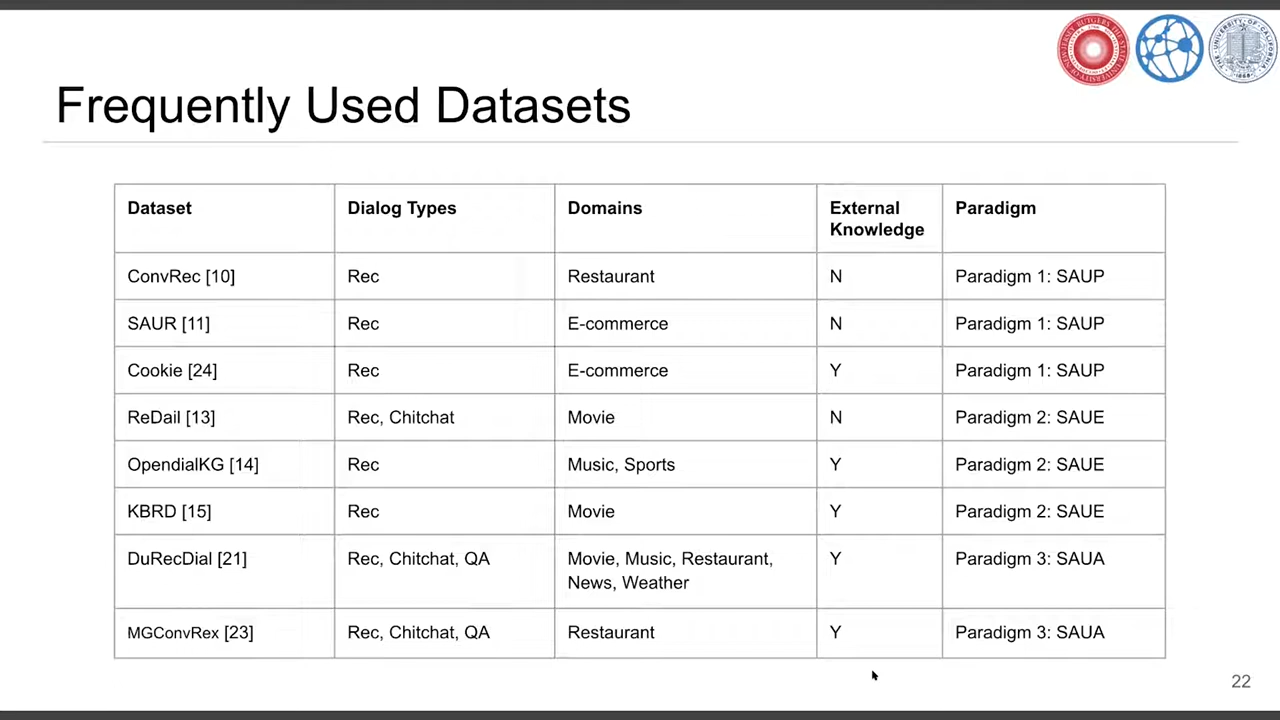 Frequently Used Datasets
Dataset Dialog Types Domains External Knowledge Paradigm
ConvRec [10] Rec Restaurant N Paradigm 1: SAUP
SAUR [11] Rec E-commerce N Paradigm 1: SAUP
Cookie [24] Rec E-commerce Y Paradigm 1: SAUP
ReDail [13] Rec, Chitchat Movie N Paradigm 2: SAUE
OpendialKG [14] Rec Music, Sports Y Paradigm 2: SAUE
KBRD [15] Rec Movie Y Paradigm 2: SAUE
DuRecDial [21] Rec, Chitchat, QA Movie, Music, Restaurant, News, Weather Y Paradigm 3: SAUA
MGConvRex [23] Rec, Chitchat, QA Restaurant Y Paradigm 3: SAUA
22